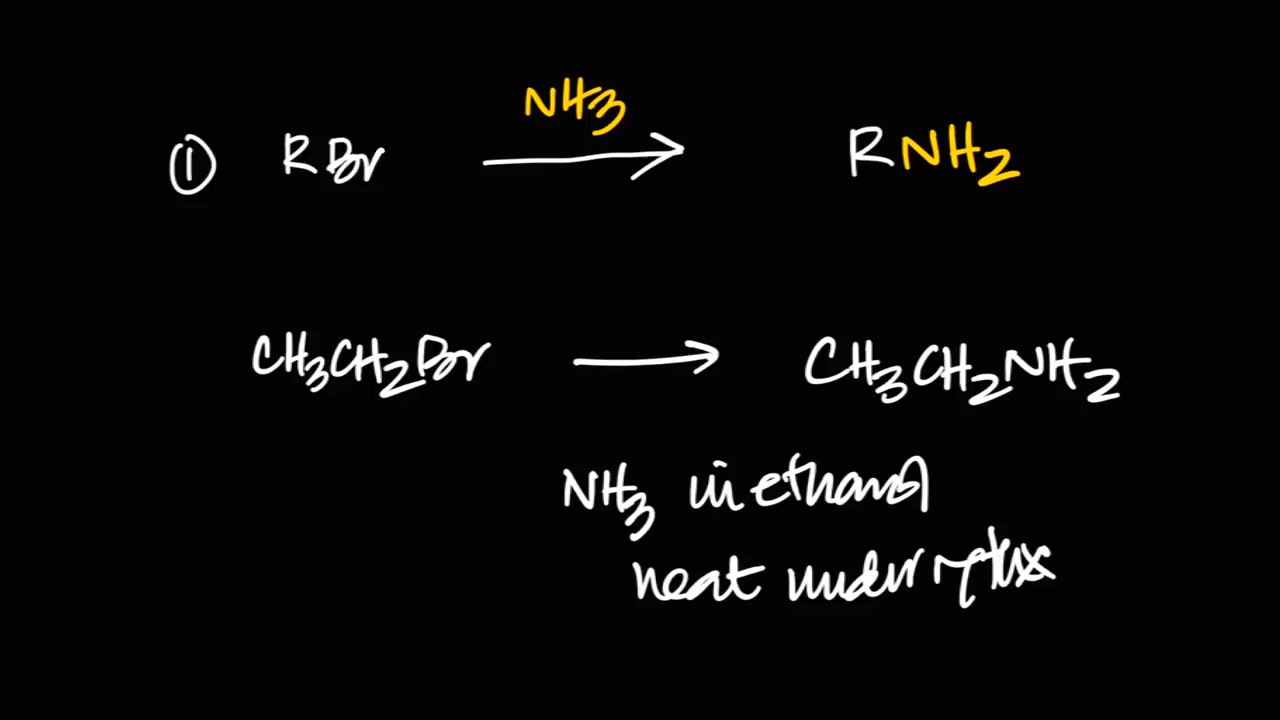 NH3
① RBr → RNH2
CH3CH2Br → CH3CH2NH2
NH3 in ethanol
heat under reflux